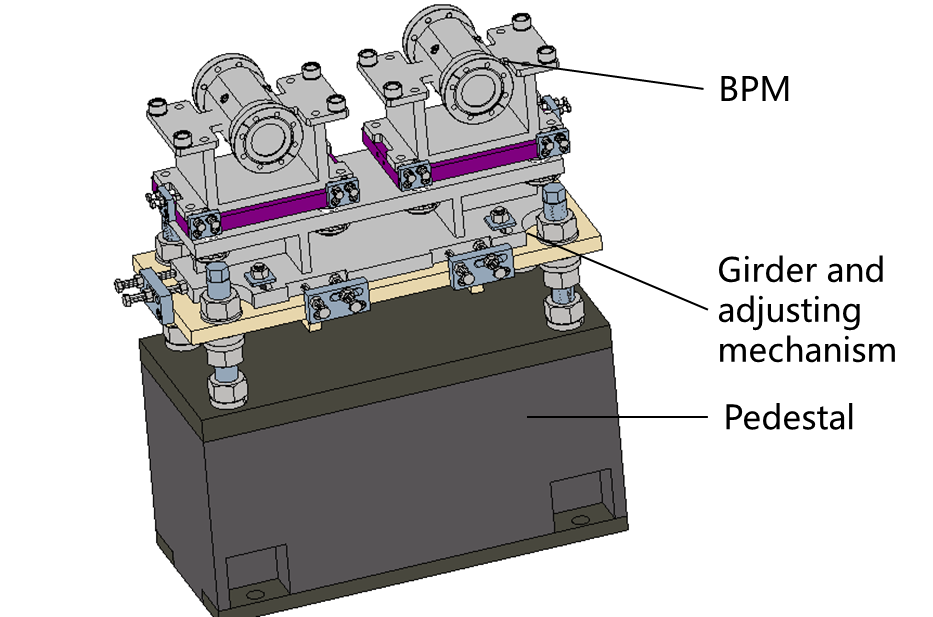 BPM
Girder and
adjusting
mechanism
Pedestal